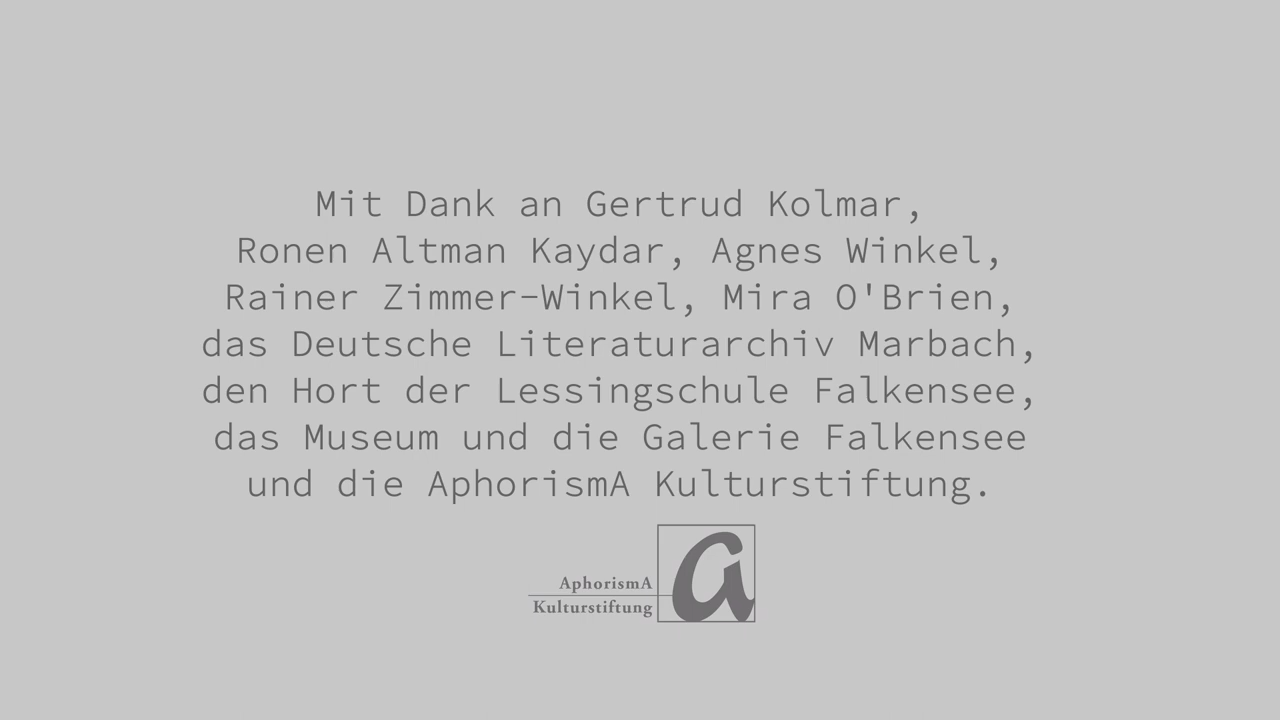 Mit Dank an Gertrud Kolmar,
Ronen Altman Kaydar, Agnes Winkel,
Rainer Zimmer-Winkel, Mira O'Brien,
das Deutsche Literaturarchiv Marbach,
den Hort der Lessingschule Falkensee,
das Museum und die Galerie Falkensee
und die AphorismA Kulturstiftung.
AphorismA
Kulturstiftung
a